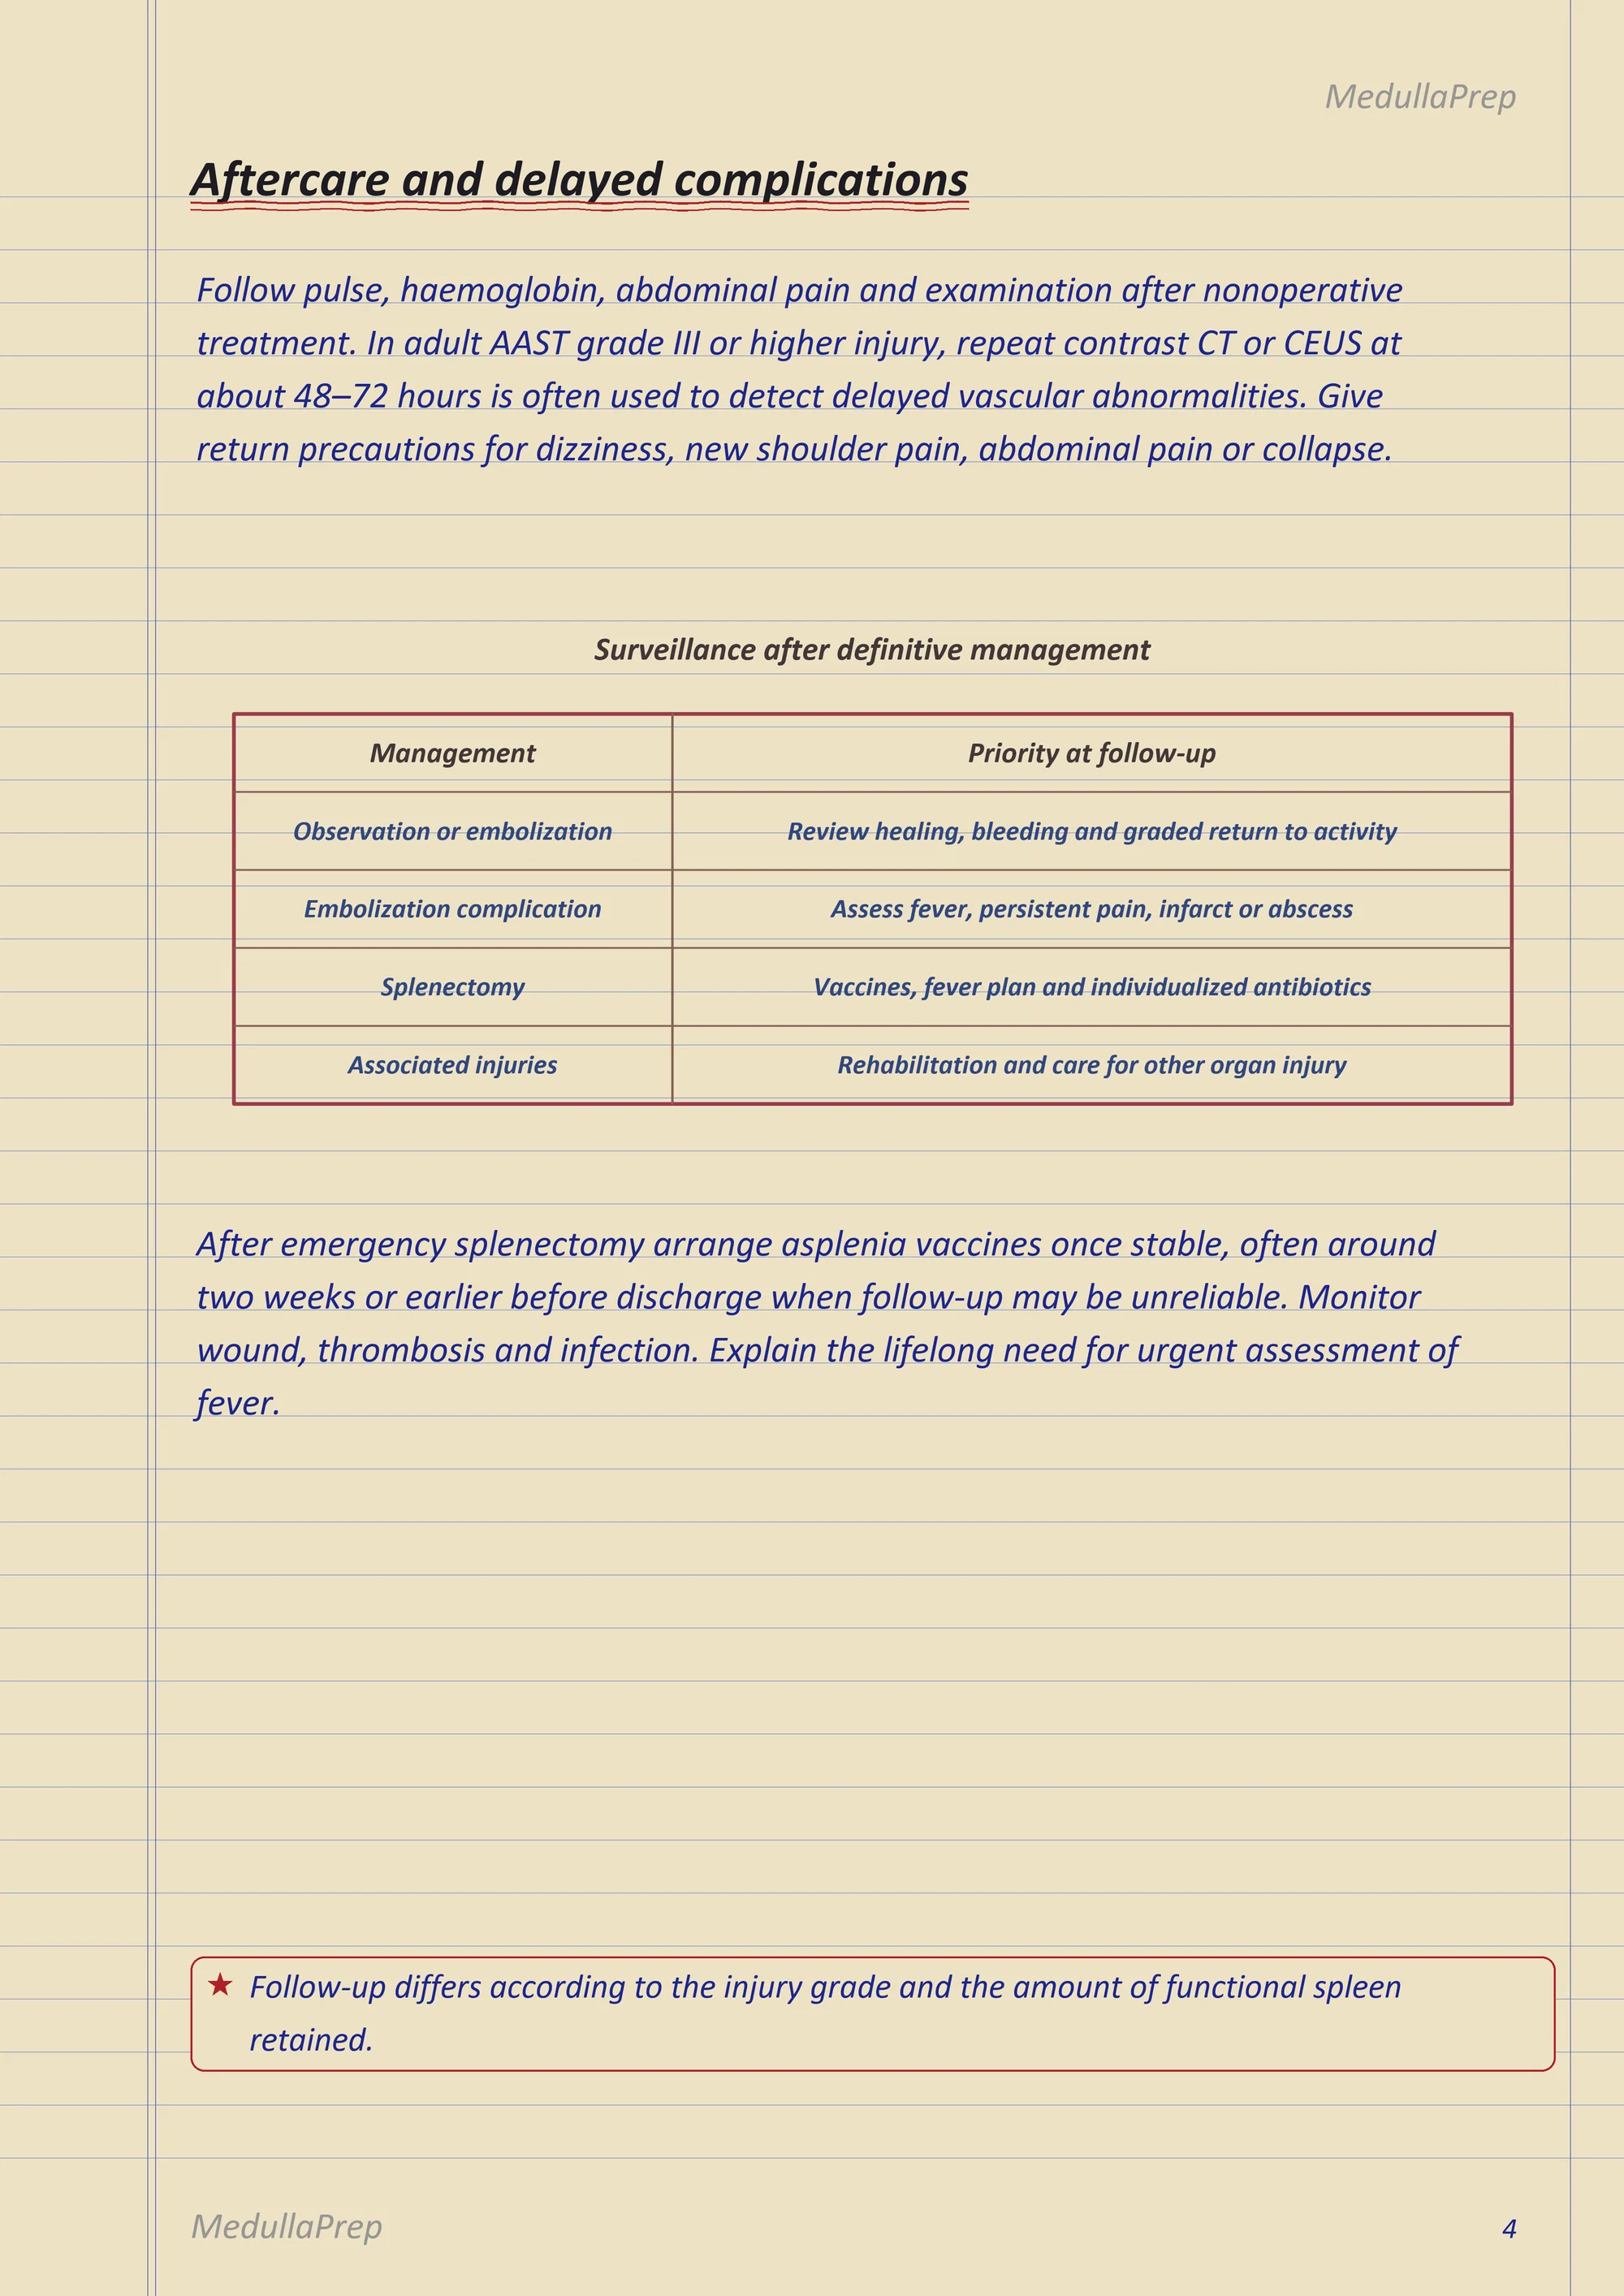 MedullaPrep
Aftercare and delayed complications
Follow pulse, haemoglobin, abdominal pain and examination after nonoperative
treatment. In adult AAST grade III or higher injury, repeat contrast CT or CEUS at
about 48–72 hours is often used to detect delayed vascular abnormalities. Give
return precautions for dizziness, new shoulder pain, abdominal pain or collapse.
Surveillance after definitive management
Management Priority at follow-up
Observation or embolization Review healing, bleeding and graded return to activity
Embolization complication Assess fever, persistent pain, infarct or abscess
Splenectomy Vaccines, fever plan and individualized antibiotics
Associated injuries Rehabilitation and care for other organ injury
After emergency splenectomy arrange asplenia vaccines once stable, often around
two weeks or earlier before discharge when follow-up may be unreliable. Monitor
wound, thrombosis and infection. Explain the lifelong need for urgent assessment of
fever.
★ Follow-up differs according to the injury grade and the amount of functional spleen
retained.
MedullaPrep 4